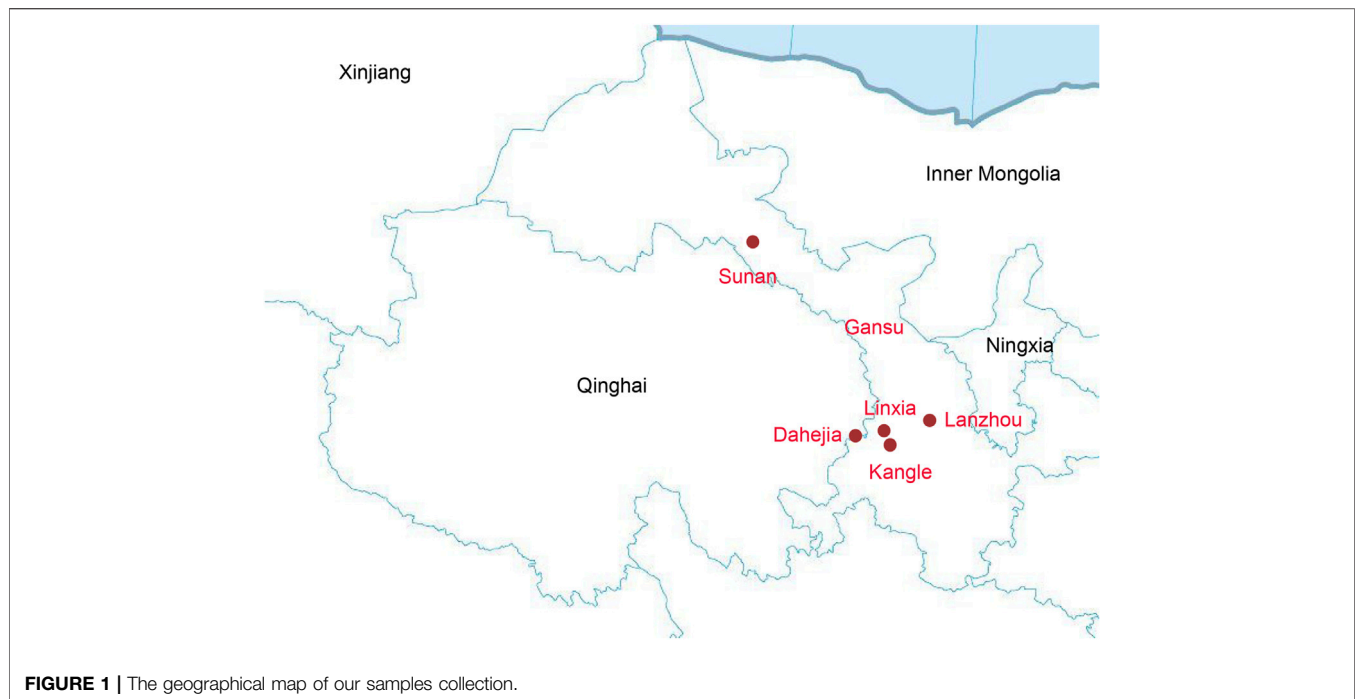 Xinjiang
Inner Mongolia
Sunan
Gansu
Ningxia
Qinghai
Linxia
Lanzhou
Dahejia
Kangle
FIGURE 1 | The geographical map of our samples collection.